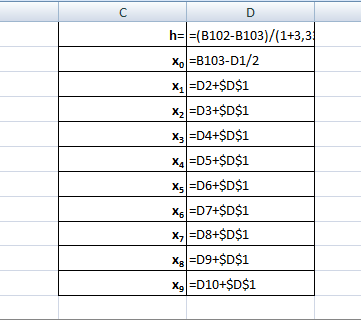 C D
h= =(B102-B103)/(1+3,3
x₀ =B103-D1/2
x₁ =D2+$D$1
x₂ =D3+$D$1
x₃ =D4+$D$1
x₄ =D5+$D$1
x₅ =D6+$D$1
x₆ =D7+$D$1
x₇ =D8+$D$1
x₈ =D9+$D$1
x₉ =D10+$D$1